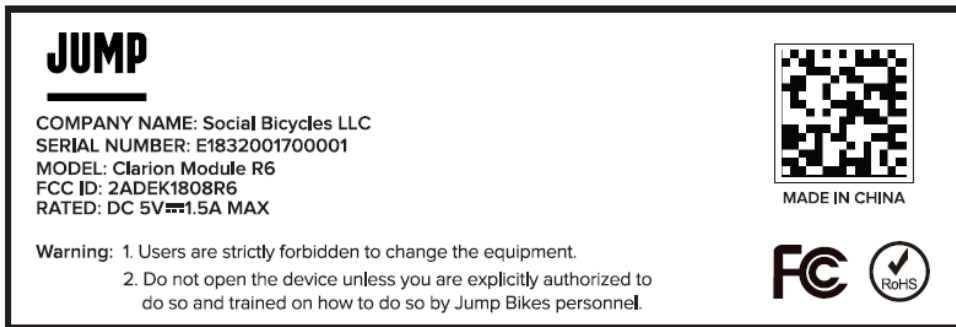 JUMP
COMPANY NAME: Social Bicycles LLC
SERIAL NUMBER: E1832001700001
MODEL: Clarion Module R6
FCC ID: 2ADEK1808R6
RATED: DC 5V⎓1.5A MAX
Warning: 1. Users are strictly forbidden to change the equipment.
2. Do not open the device unless you are explicitly authorized to
do so and trained on how to do so by Jump Bikes personnel.
MADE IN CHINA
FC
RoHS